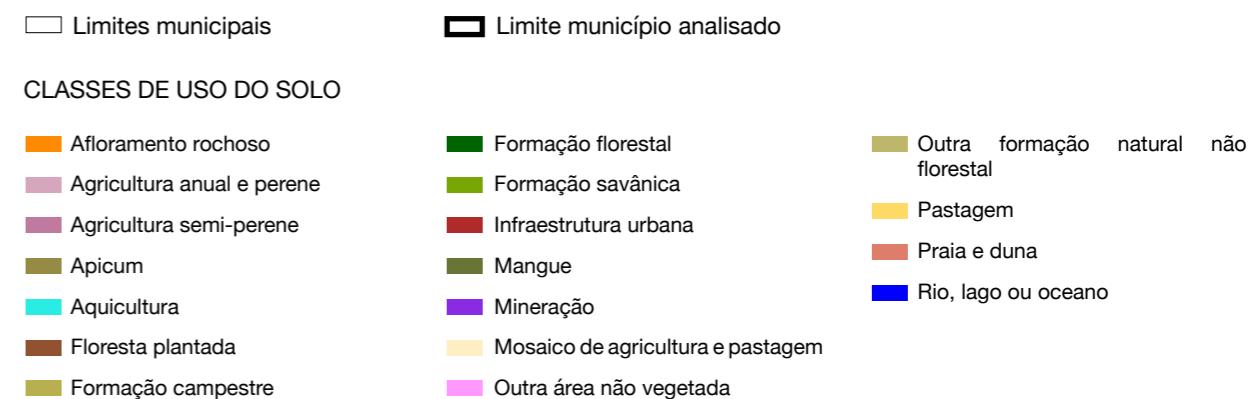 Limites municipais
Limite município analisado
CLASSES DE USO DO SOLO
Afloramento rochoso
Agricultura anual e perene
Agricultura semi-perene
Apicum
Aquicultura
Floresta plantada
Formação campestre
Formação florestal
Formação savânica
Infraestrutura urbana
Mangue
Mineração
Mosaico de agricultura e pastagem
Outra área não vegetada
Outra formação natural não
florestal
Pastagem
Praia e duna
Rio, lago ou oceano